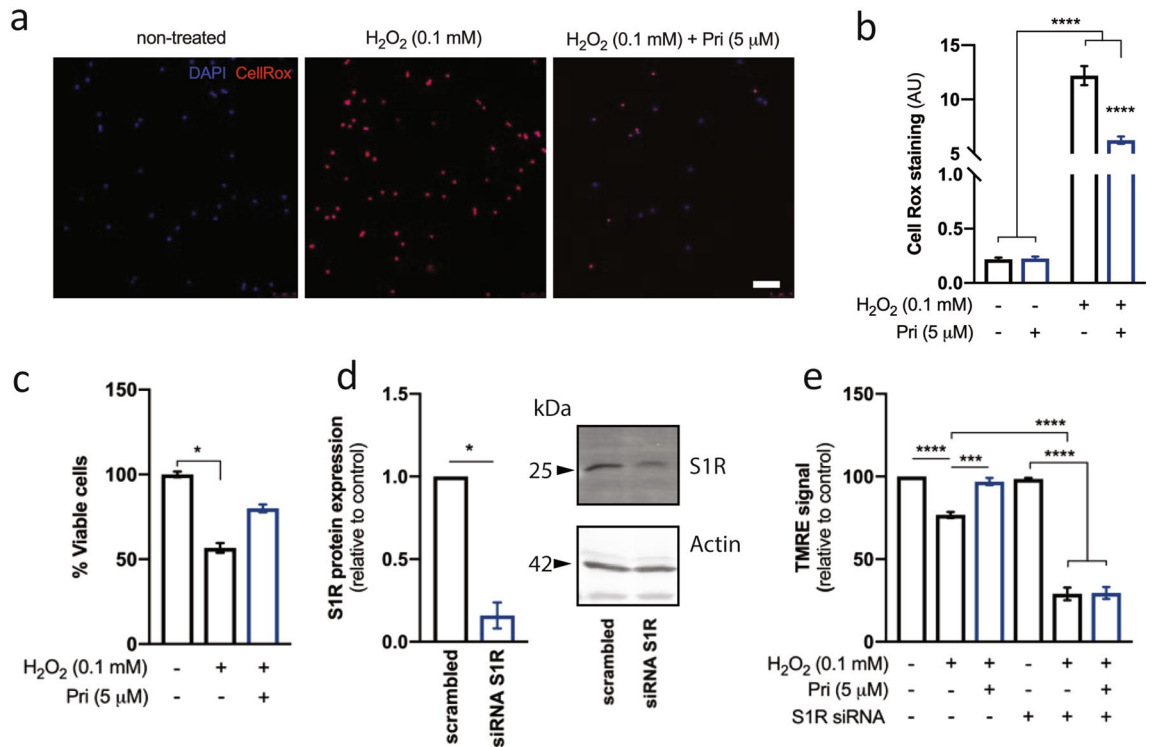 a
non-treated
H₂O₂ (0.1 mM)
H₂O₂ (0.1 mM) + Pri (5 μM)
DAPI CellRox
b
Cell Rox staining (AU)
15
10
5
1.0
0.5
0.0
****
****
H₂O₂ (0.1 mM) - - + +
Pri (5 μM) - + - +
c
% Viable cells
150
100
50
0
*
H₂O₂ (0.1 mM) - + +
Pri (5 μM) - - +
d
S1R protein expression
(relative to control)
1.5
1.0
0.5
0.0
*
scrambled
siRNA S1R
kDa
25
S1R
42
Actin
scrambled
siRNA S1R
e
TMRE signal
(relative to control)
150
100
50
0
****
****
***
****
H₂O₂ (0.1 mM) - + + - + +
Pri (5 μM) - - + - - +
S1R siRNA - - - + + +